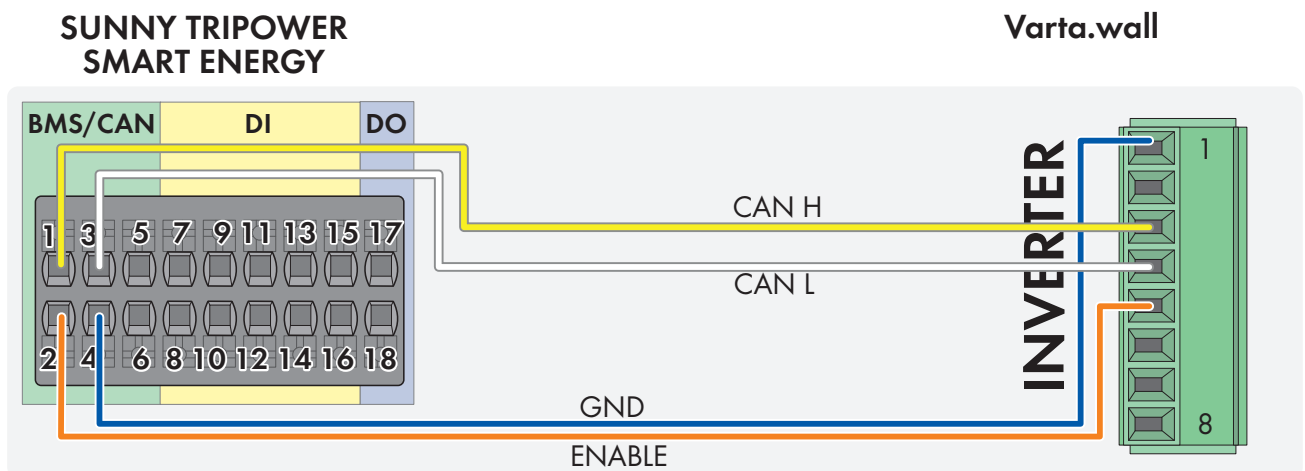 SUNNY TRIPOWER
SMART ENERGY
Varta.wall
BMS/CAN DI DO
1 3 5 7 9 11 13 15 17
2 4 6 8 10 12 14 16 18
CAN H
CAN L
GND
ENABLE
INVERTER
1
8